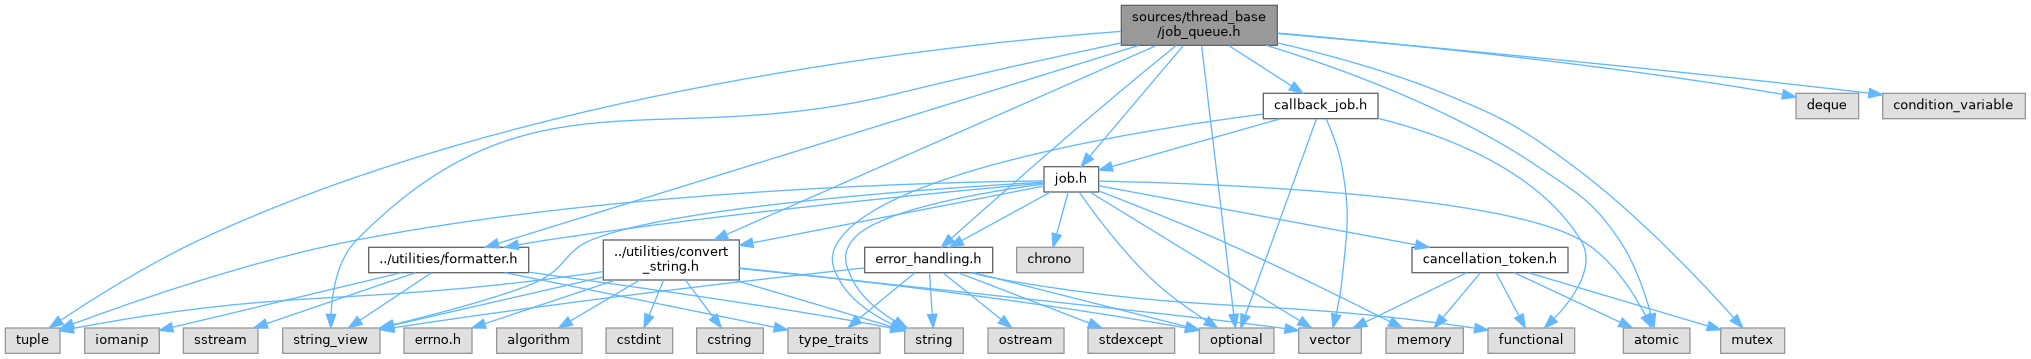 sources/thread_base
/job_queue.h
callback_job.h
deque
condition_variable
job.h
../utilities/formatter.h
../utilities/convert
_string.h
error_handling.h
chrono
cancellation_token.h
tuple
iomanip
sstream
string_view
errno.h
algorithm
cstdint
cstring
type_traits
string
ostream
stdexcept
optional
vector
memory
functional
atomic
mutex